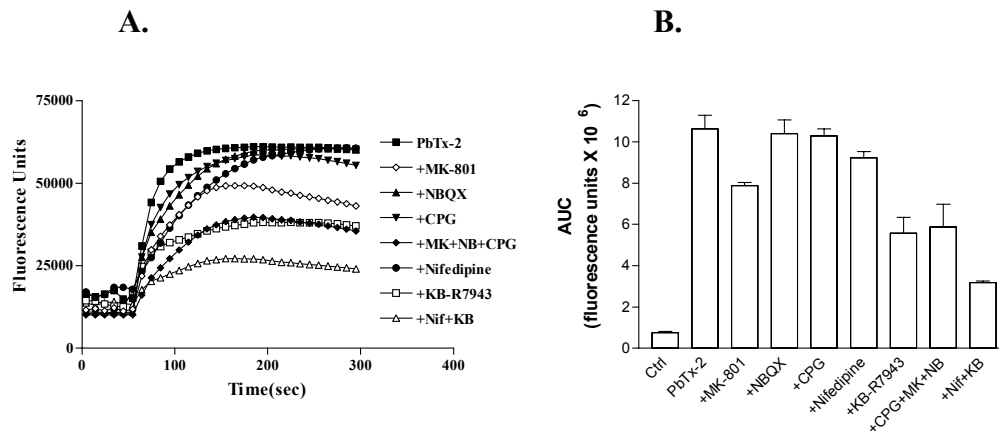 A.
B.
Fluorescence Units
75000
50000
25000
0
0
100
200
300
400
Time(sec)
PbTx-2
+MK-801
+NBQX
+CPG
+MK+NB+CPG
+Nifedipine
+KB-R7943
+Nif+KB
AUC
(fluorescence units X 10 6)
12
10
8
6
4
2
0
Ctrl
PbTx-2
+MK-801
+NBQX
+CPG
+Nifedipine
+KB-R7943
+CPG+MK+NB
+Nif+KB